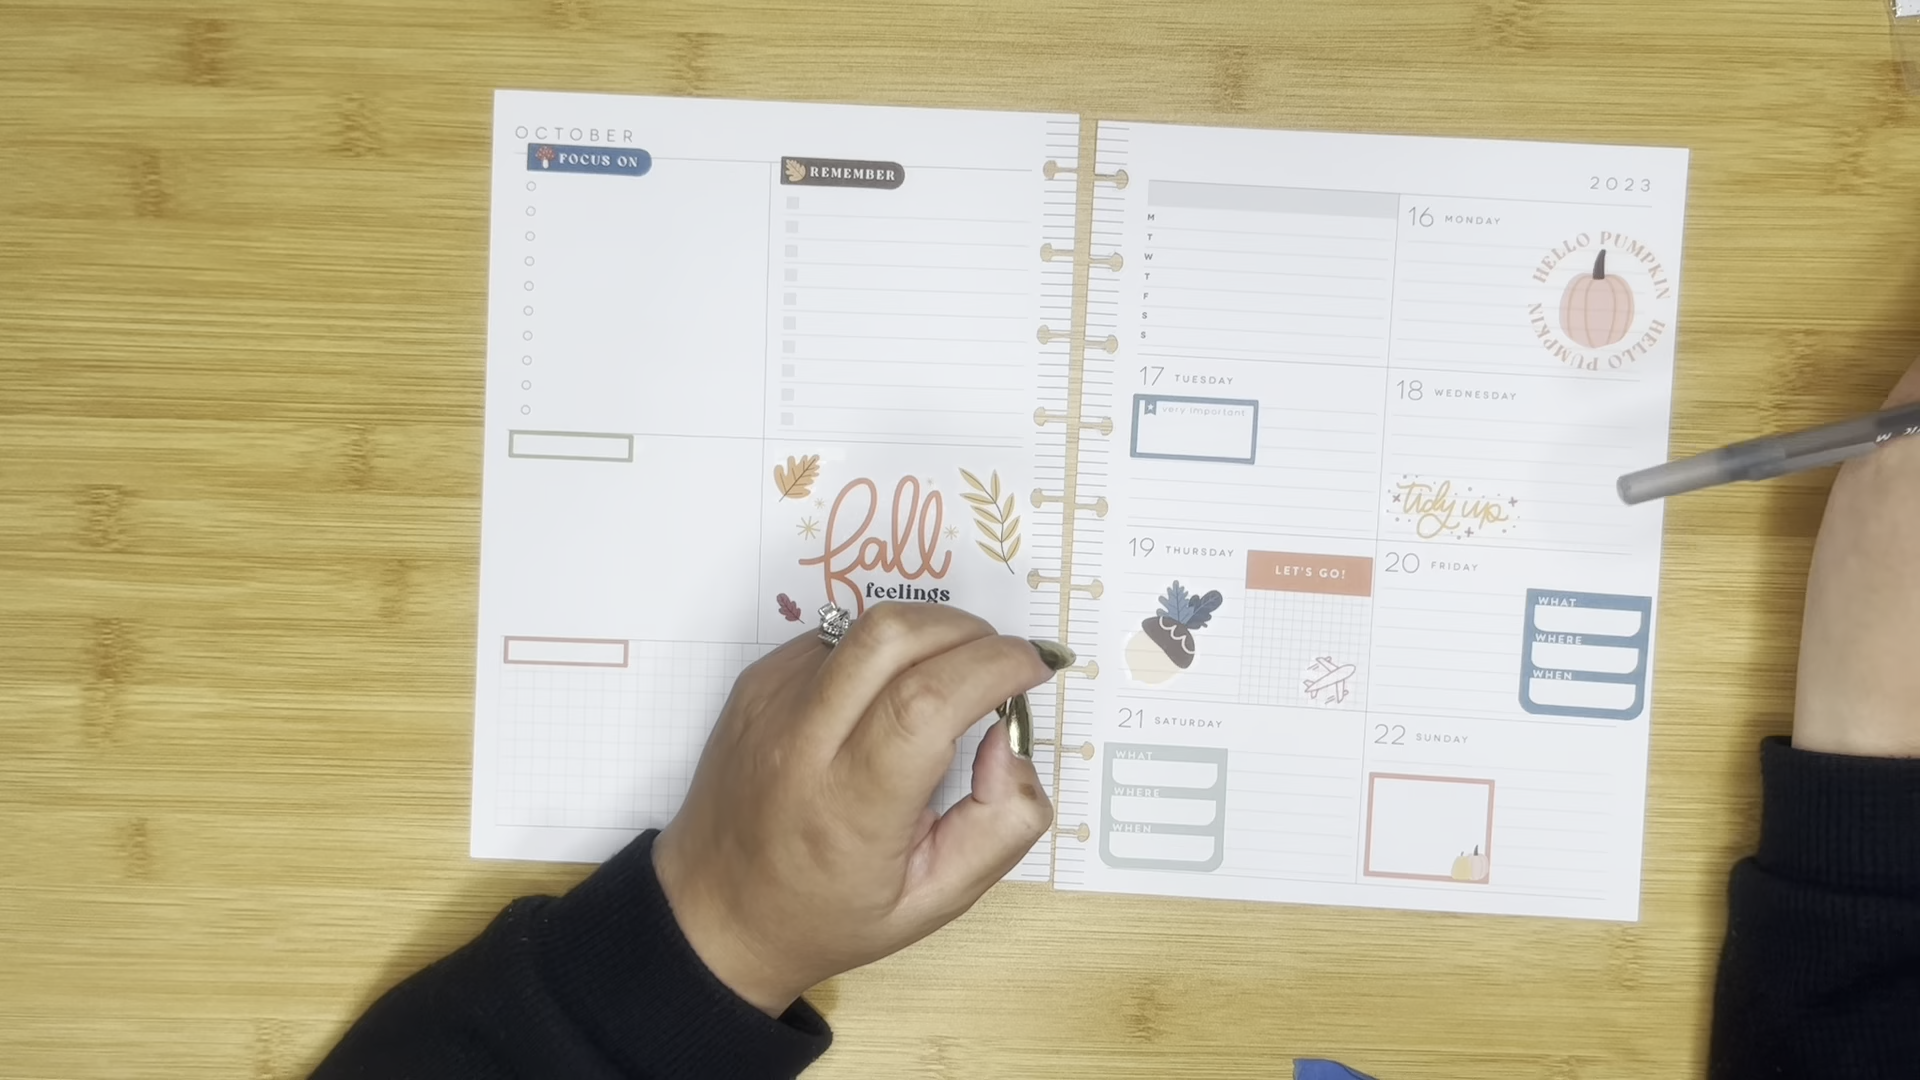 OCTOBER
FOCUS ON
REMEMBER
fall
feelings
2023
M
T
W
T
F
S
S
16 MONDAY
HELLO PUMPKIN
HELLO PUMPKIN
17 TUESDAY
very important
18 WEDNESDAY
tidy up
19 THURSDAY
LET'S GO!
20 FRIDAY
WHAT
WHERE
WHEN
21 SATURDAY
WHAT
WHERE
WHEN
22 SUNDAY